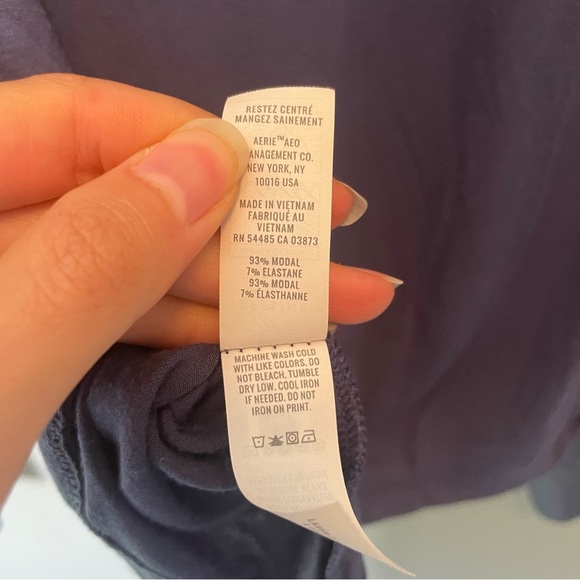 RESTEZ CENTRÉ
MANGEZ SAINEMENT
AERIE™AEO
MANAGEMENT CO.
NEW YORK, NY
10016 USA
MADE IN VIETNAM
FABRIQUÉ AU
VIETNAM
RN 54485 CA 03873
93% MODAL
7% ELASTANE
93% MODAL
7% ÉLASTHANNE
MACHINE WASH COLD
WITH LIKE COLORS. DO
NOT BLEACH. TUMBLE
DRY LOW. COOL IRON
IF NEEDED. DO NOT
IRON ON PRINT.